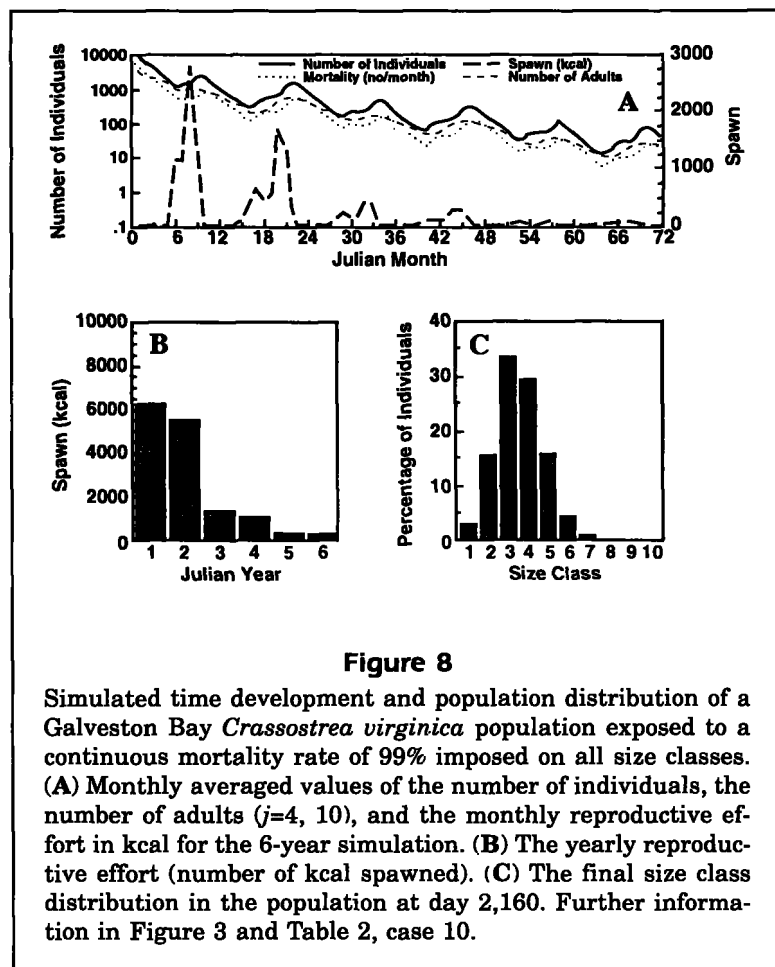 Number of Individuals
Spawn (kcal)
Mortality (no/month)
Number of Adults
A
10000
1000
100
10
1
.1
Number of Individuals
3000
2000
1000
0
Spawn
0 6 12 18 24 30 36 42 48 54 60 66 72
Julian Month
B
10000
8000
6000
4000
2000
0
Spawn (kcal)
1 2 3 4 5 6
Julian Year
C
40
30
20
10
0
Percentage of Individuals
1 2 3 4 5 6 7 8 9 10
Size Class
Figure 8
Simulated time development and population distribution of a
Galveston Bay Crassostrea virginica population exposed to a
continuous mortality rate of 99% imposed on all size classes.
(A) Monthly averaged values of the number of individuals, the
number of adults (j=4, 10), and the monthly reproductive ef-
fort in kcal for the 6-year simulation. (B) The yearly reproduc-
tive effort (number of kcal spawned). (C) The final size class
distribution in the population at day 2,160. Further informa-
tion in Figure 3 and Table 2, case 10.